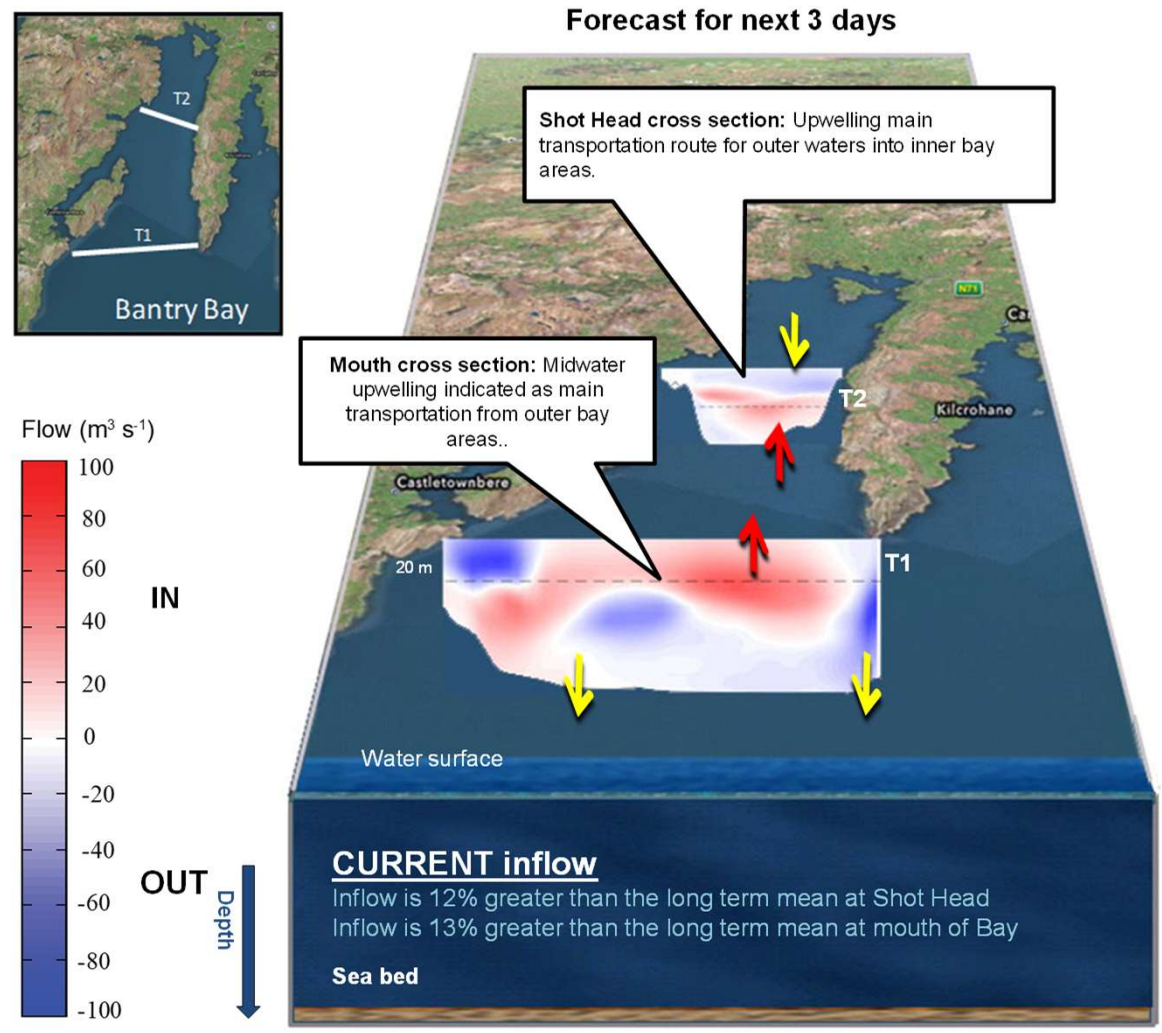 Forecast for next 3 days
T2
T1
Bantry Bay
Shot Head cross section: Upwelling main
transportation route for outer waters into inner bay
areas.
N71
Mouth cross section: Midwater
upwelling indicated as main
transportation from outer bay
areas..
T2
Kilcrohane
Castletownbere
20 m
T1
Flow (m³ s⁻¹)
100
80
60
40
20
0
-20
-40
-60
-80
-100
IN
OUT
Depth
Water surface
CURRENT inflow
Inflow is 12% greater than the long term mean at Shot Head
Inflow is 13% greater than the long term mean at mouth of Bay
Sea bed